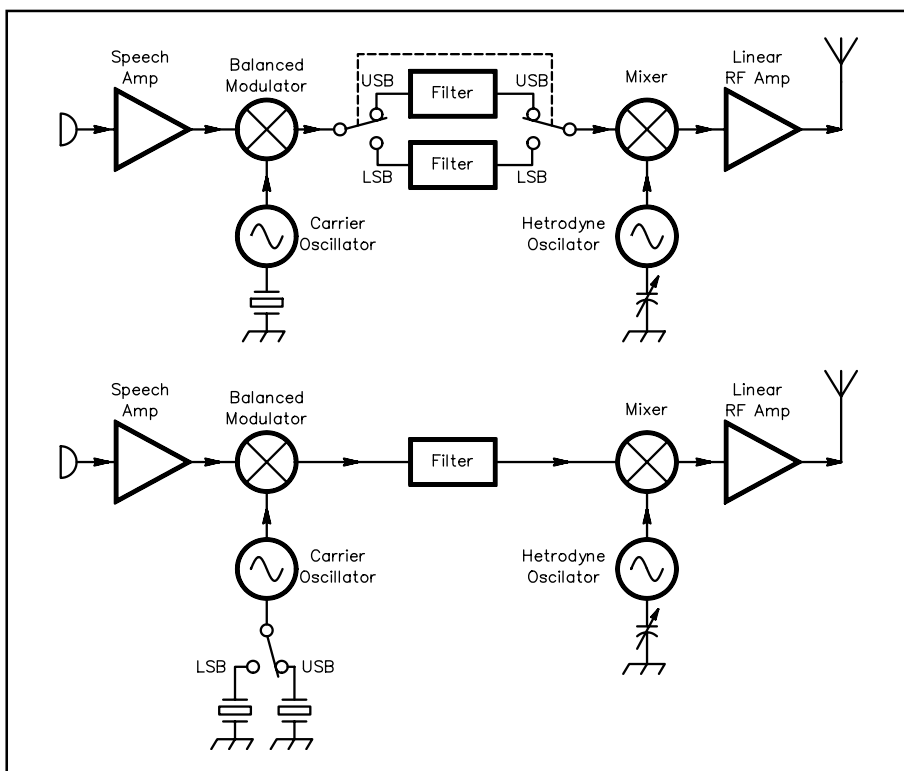 Speech
Amp
Balanced
Modulator
USB
Filter
USB
Mixer
Linear
RF Amp
LSB
Filter
LSB
Carrier
Oscillator
Hetrodyne
Oscilator
Speech
Amp
Balanced
Modulator
Filter
Mixer
Linear
RF Amp
Carrier
Oscillator
Hetrodyne
Oscilator
LSB
USB